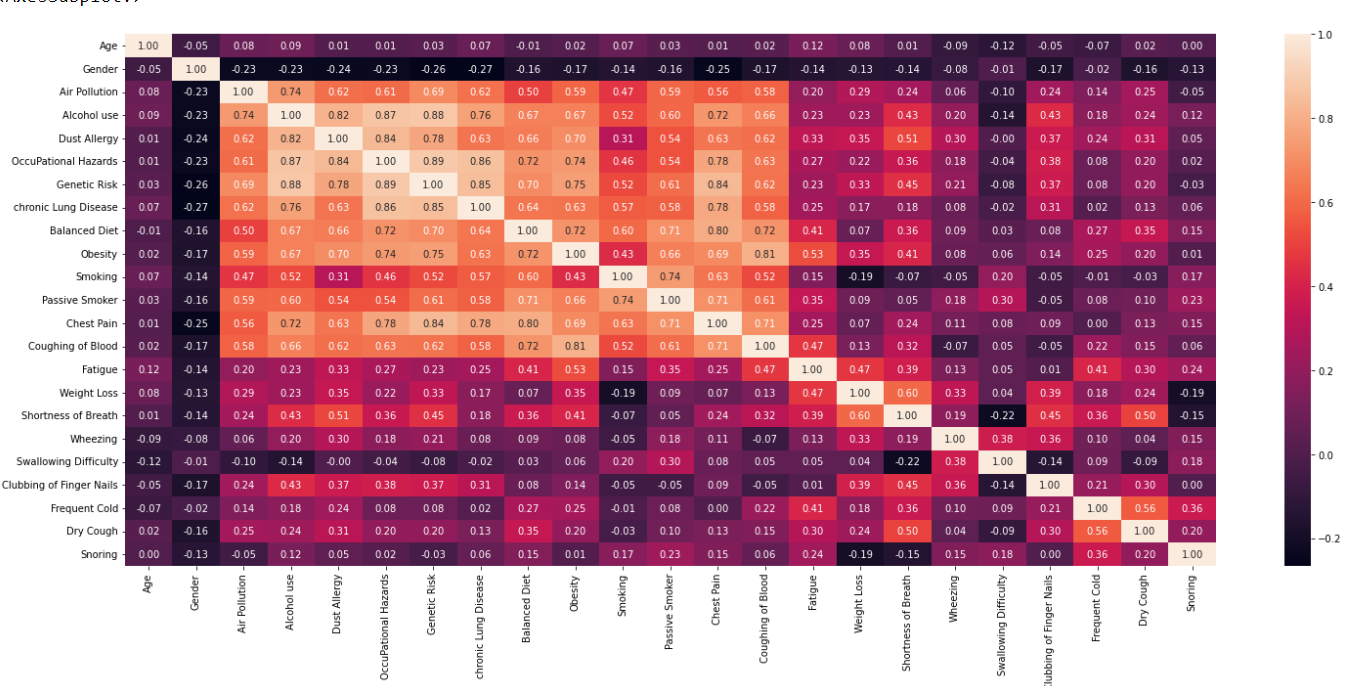 Age 1.00 -0.05 0.08 0.09 0.01 0.01 0.03 0.07 -0.01 0.02 0.07 0.03 0.01 0.02 0.12 0.08 0.01 -0.09 -0.12 -0.05 -0.07 0.02 0.00
Gender -0.05 1.00 -0.23 -0.23 -0.24 -0.23 -0.26 -0.27 -0.16 -0.17 -0.14 -0.16 -0.25 -0.17 -0.14 -0.13 -0.14 -0.08 -0.01 -0.17 -0.02 -0.16 -0.13
Air Pollution 0.08 -0.23 1.00 0.74 0.62 0.61 0.69 0.62 0.50 0.59 0.47 0.59 0.56 0.58 0.20 0.29 0.24 0.06 -0.10 0.24 0.14 0.25 -0.05
Alcohol use 0.09 -0.23 0.74 1.00 0.82 0.87 0.88 0.76 0.67 0.67 0.52 0.60 0.72 0.66 0.23 0.23 0.43 0.20 -0.14 0.43 0.18 0.24 0.12
Dust Allergy 0.01 -0.24 0.62 0.82 1.00 0.84 0.78 0.63 0.66 0.70 0.31 0.54 0.63 0.62 0.33 0.35 0.51 0.30 -0.00 0.37 0.24 0.31 0.05
OccuPational Hazards 0.01 -0.23 0.61 0.87 0.84 1.00 0.89 0.86 0.72 0.74 0.46 0.54 0.78 0.63 0.27 0.22 0.36 0.18 -0.04 0.38 0.08 0.20 0.02
Genetic Risk 0.03 -0.26 0.69 0.88 0.78 0.89 1.00 0.85 0.70 0.75 0.52 0.61 0.84 0.62 0.23 0.33 0.45 0.21 -0.08 0.37 0.08 0.20 -0.03
chronic Lung Disease 0.07 -0.27 0.62 0.76 0.63 0.86 0.85 1.00 0.64 0.63 0.57 0.58 0.78 0.58 0.25 0.17 0.18 0.08 -0.02 0.31 0.02 0.13 0.06
Balanced Diet -0.01 -0.16 0.50 0.67 0.66 0.72 0.70 0.64 1.00 0.72 0.60 0.71 0.80 0.72 0.41 0.07 0.36 0.09 0.03 0.08 0.27 0.35 0.15
Obesity 0.02 -0.17 0.59 0.67 0.70 0.74 0.75 0.63 0.72 1.00 0.43 0.66 0.69 0.81 0.53 0.35 0.41 0.08 0.06 0.14 0.25 0.20 0.01
Smoking 0.07 -0.14 0.47 0.52 0.31 0.46 0.52 0.57 0.60 0.43 1.00 0.74 0.63 0.52 0.15 -0.19 -0.07 -0.05 0.20 -0.05 -0.01 -0.03 0.17
Passive Smoker 0.03 -0.16 0.59 0.60 0.54 0.54 0.61 0.58 0.71 0.66 0.74 1.00 0.71 0.61 0.35 0.09 0.05 0.18 0.30 -0.05 0.08 0.10 0.23
Chest Pain 0.01 -0.25 0.56 0.72 0.63 0.78 0.84 0.78 0.80 0.69 0.63 0.71 1.00 0.71 0.25 0.07 0.24 0.11 0.08 0.09 0.00 0.13 0.15
Coughing of Blood 0.02 -0.17 0.58 0.66 0.62 0.63 0.62 0.58 0.72 0.81 0.52 0.61 0.71 1.00 0.47 0.13 0.32 -0.07 0.05 -0.05 0.22 0.15 0.06
Fatigue 0.12 -0.14 0.20 0.23 0.33 0.27 0.23 0.25 0.41 0.53 0.15 0.35 0.25 0.47 1.00 0.47 0.39 0.13 0.05 0.01 0.41 0.30 0.24
Weight Loss 0.08 -0.13 0.29 0.23 0.35 0.22 0.33 0.17 0.07 0.35 -0.19 0.09 0.07 0.13 0.47 1.00 0.60 0.33 0.04 0.39 0.18 0.24 -0.19
Shortness of Breath 0.01 -0.14 0.24 0.43 0.51 0.36 0.45 0.18 0.36 0.41 -0.07 0.05 0.24 0.32 0.39 0.60 1.00 0.19 -0.22 0.45 0.36 0.50 -0.15
Wheezing -0.09 -0.08 0.06 0.20 0.30 0.18 0.21 0.08 0.09 0.08 -0.05 0.18 0.11 -0.07 0.13 0.33 0.19 1.00 0.38 0.36 0.10 0.04 0.15
Swallowing Difficulty -0.12 -0.01 -0.10 -0.14 -0.00 -0.04 -0.08 -0.02 0.03 0.06 0.20 0.30 0.08 0.05 0.05 0.04 -0.22 0.38 1.00 -0.14 0.09 -0.09 0.18
Clubbing of Finger Nails -0.05 -0.17 0.24 0.43 0.37 0.38 0.37 0.31 0.08 0.14 -0.05 -0.05 0.09 -0.05 0.01 0.39 0.45 0.36 -0.14 1.00 0.21 0.30 0.00
Frequent Cold -0.07 -0.02 0.14 0.18 0.24 0.08 0.08 0.02 0.27 0.25 -0.01 0.08 0.00 0.22 0.41 0.18 0.36 0.10 0.09 0.21 1.00 0.56 0.36
Dry Cough 0.02 -0.16 0.25 0.24 0.31 0.20 0.20 0.13 0.35 0.20 -0.03 0.10 0.13 0.15 0.30 0.24 0.50 0.04 -0.09 0.30 0.56 1.00 0.20
Snoring 0.00 -0.13 -0.05 0.12 0.05 0.02 -0.03 0.06 0.15 0.01 0.17 0.23 0.15 0.06 0.24 -0.19 -0.15 0.15 0.18 0.00 0.36 0.20 1.00
Age
Gender
Air Pollution
Alcohol use
Dust Allergy
OccuPational Hazards
Genetic Risk
chronic Lung Disease
Balanced Diet
Obesity
Smoking
Passive Smoker
Chest Pain
Coughing of Blood
Fatigue
Weight Loss
Shortness of Breath
Wheezing
Swallowing Difficulty
lubbing of Finger Nails
Frequent Cold
Dry Cough
Snoring
1.0
0.8
0.6
0.4
0.2
0.0
−0.2